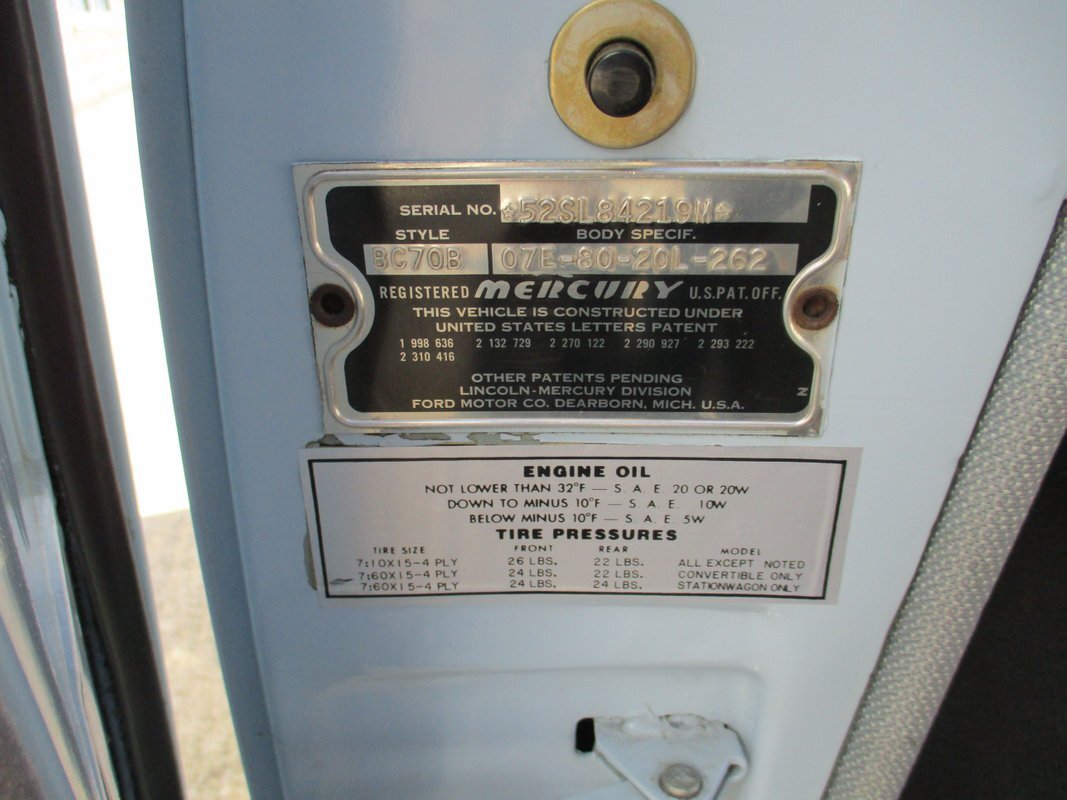 SERIAL NO. ☆52SL84219M☆
STYLE BODY SPECIF.
BC70B 07E-80-20L-262
REGISTERED MERCURY U.S. PAT. OFF.
THIS VEHICLE IS CONSTRUCTED UNDER
UNITED STATES LETTERS PATENT
1 998 636 2 132 729 2 270 122 2 290 927 2 293 222
2 310 416
OTHER PATENTS PENDING
LINCOLN-MERCURY DIVISION
N
FORD MOTOR CO. DEARBORN, MICH. U.S.A.
ENGINE OIL
NOT LOWER THAN 32°F — S. A. E. 20 OR 20W
DOWN TO MINUS 10°F — S. A. E. 10W
BELOW MINUS 10°F — S. A. E. 5W
TIRE PRESSURES
TIRE SIZE FRONT REAR MODEL
7:10X15-4 PLY 26 LBS. 22 LBS. ALL EXCEPT NOTED
7:60X15-4 PLY 24 LBS. 22 LBS. CONVERTIBLE ONLY
7:60X15-4 PLY 24 LBS. 24 LBS. STATIONWAGON ONLY